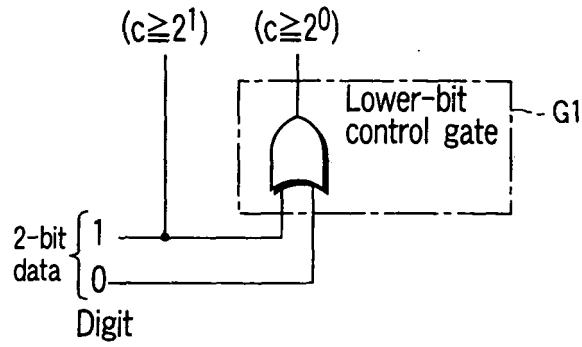 (c≧2¹) (c≧2⁰)
Lower-bit
control gate
G1
2-bit
data
1
0
Digit